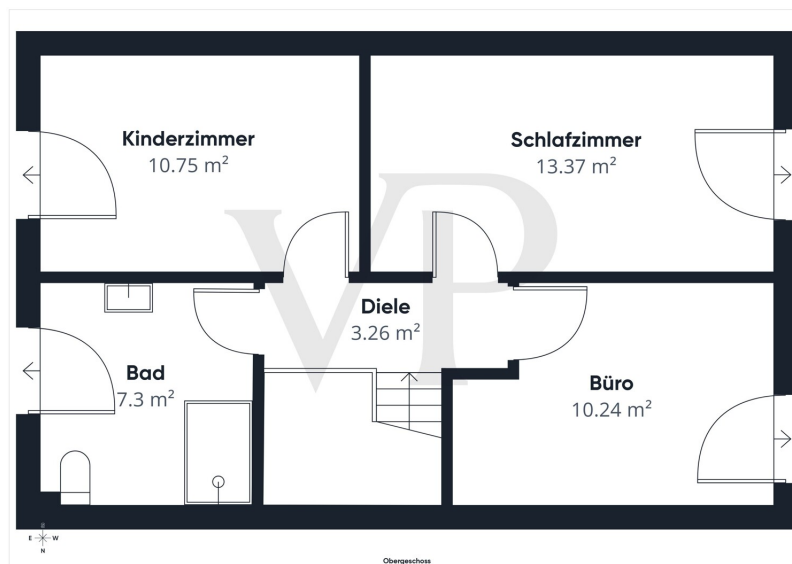 Kinderzimmer
10.75 m²
Schlafzimmer
13.37 m²
VP
Diele
3.26 m²
Bad
7.3 m²
Büro
10.24 m²
E W
N
Obergeschoss